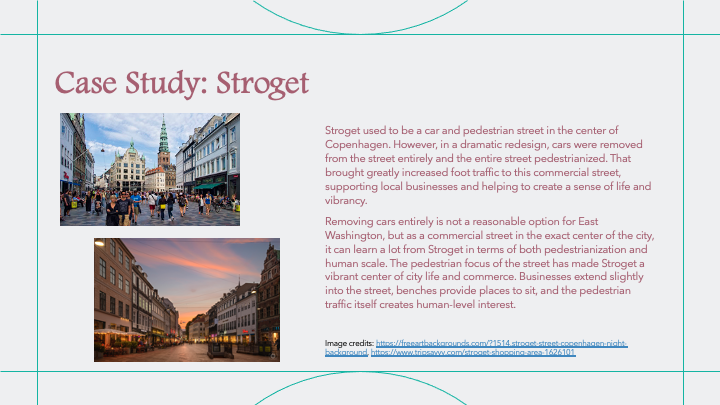 Case Study: Stroget
Stroget used to be a car and pedestrian street in the center of
Copenhagen. However, in a dramatic redesign, cars were removed
from the street entirely and the entire street pedestrianized. That
brought greatly increased foot traffic to this commercial street,
supporting local businesses and helping to create a sense of life and
vibrancy.
Removing cars entirely is not a reasonable option for East
Washington, but as a commercial street in the exact center of the city,
it can learn a lot from Stroget in terms of both pedestrianization and
human scale. The pedestrian focus of the street has made Stroget a
vibrant center of city life and commerce. Businesses extend slightly
into the street, benches provide places to sit, and the pedestrian
traffic itself creates human-level interest.
Image credits: https://freeartbackgrounds.com/?1514,stroget-street-copenhagen-night-
background, https://www.tripsavvy.com/stroget-shopping-area-1626101